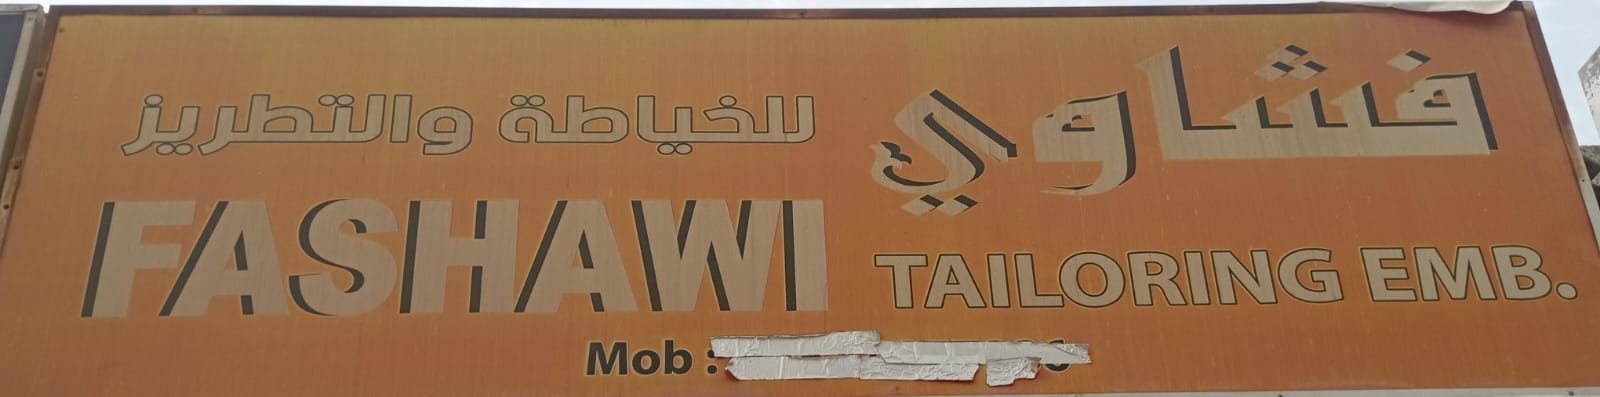 فشاوي للخياطة والتطريز
FASHAWI TAILORING EMB.
Mob :